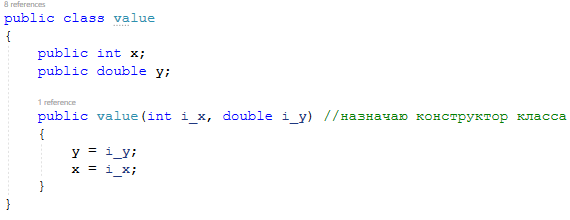 8 references
public class value
{
public int x;
public double y;
1 reference
public value(int i_x, double i_y) //назначаю конструктор класса
{
y = i_y;
x = i_x;
}
}